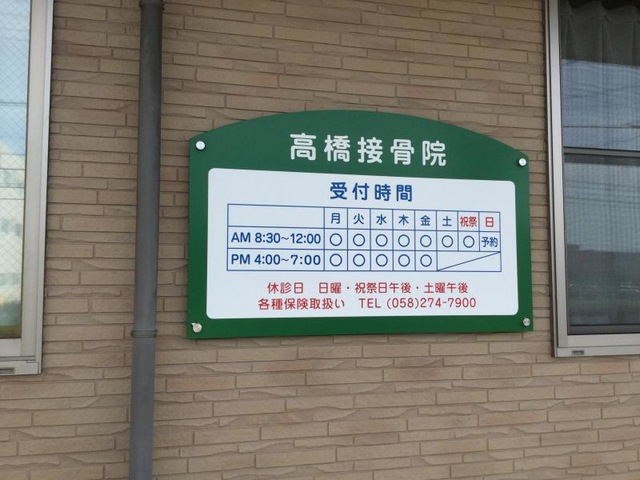 高橋接骨院
受付時間
月 火 水 木 金 土 祝祭 日
AM 8:30~12:00 ○ ○ ○ ○ ○ ○ ○ 予約
PM 4:00~7:00 ○ ○ ○ ○ ○
休診日 日曜・祝祭日午後・土曜午後
各種保険取扱い TEL (058)274-7900